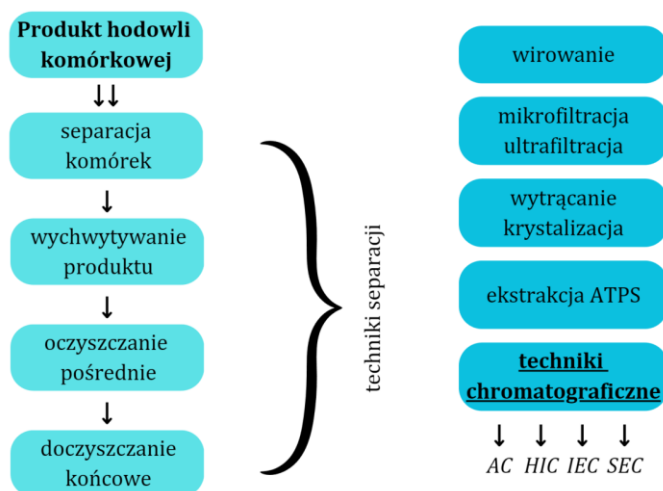 Produkt hodowli
komórkowej
separacja
komórek
wychwytywanie
produktu
oczyszczanie
pośrednie
doczyszczanie
końcowe
techniki separacji
wirowanie
mikrofiltracja
ultrafiltracja
wytrącanie
krystalizacja
ekstrakcja ATPS
techniki
chromatograficzne
AC HIC IEC SEC